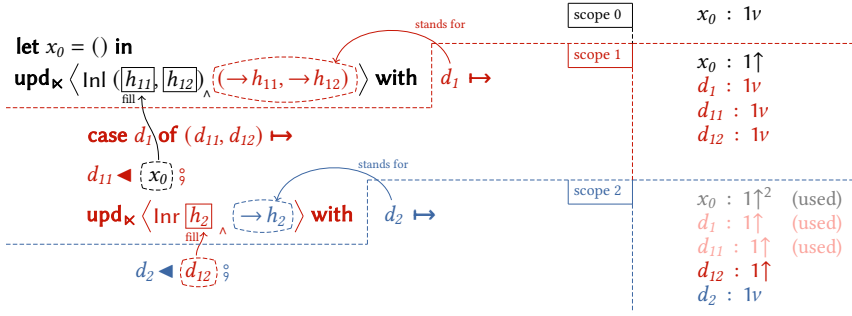 stands for
scope 0
x₀ : 1ν
let x₀ = () in
scope 1
upd⋉ ⟨ Inl (h₁₁, h₁₂) ‸ (→h₁₁, →h₁₂) ⟩ with d₁ ↦
fill
x₀ : 1↑
d₁ : 1ν
d₁₁ : 1ν
d₁₂ : 1ν
case d₁ of (d₁₁, d₁₂) ↦
stands for
d₁₁ ◀ x₀ ⨟
scope 2
upd⋉ ⟨ Inr h₂ ‸ →h₂ ⟩ with d₂ ↦
fill
d₂ ◀ d₁₂ ⨟
x₀ : 1↑² (used)
d₁ : 1↑ (used)
d₁₁ : 1↑ (used)
d₁₂ : 1↑
d₂ : 1ν